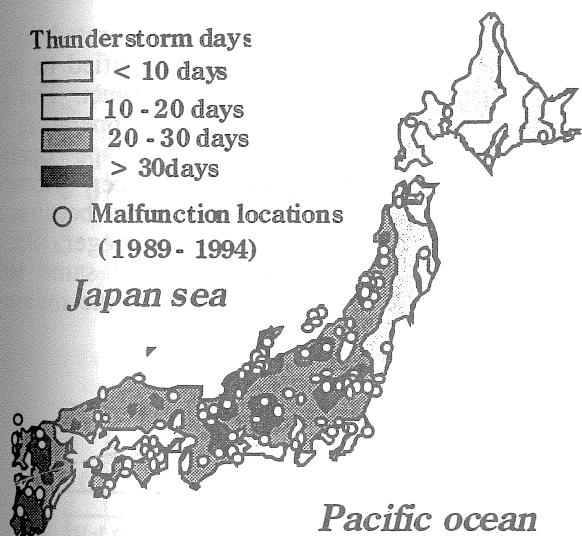 Thunderstorm days
< 10 days
10 - 20 days
20 - 30 days
> 30days
Malfunction locations
(1989 - 1994)
Japan sea
Pacific ocean